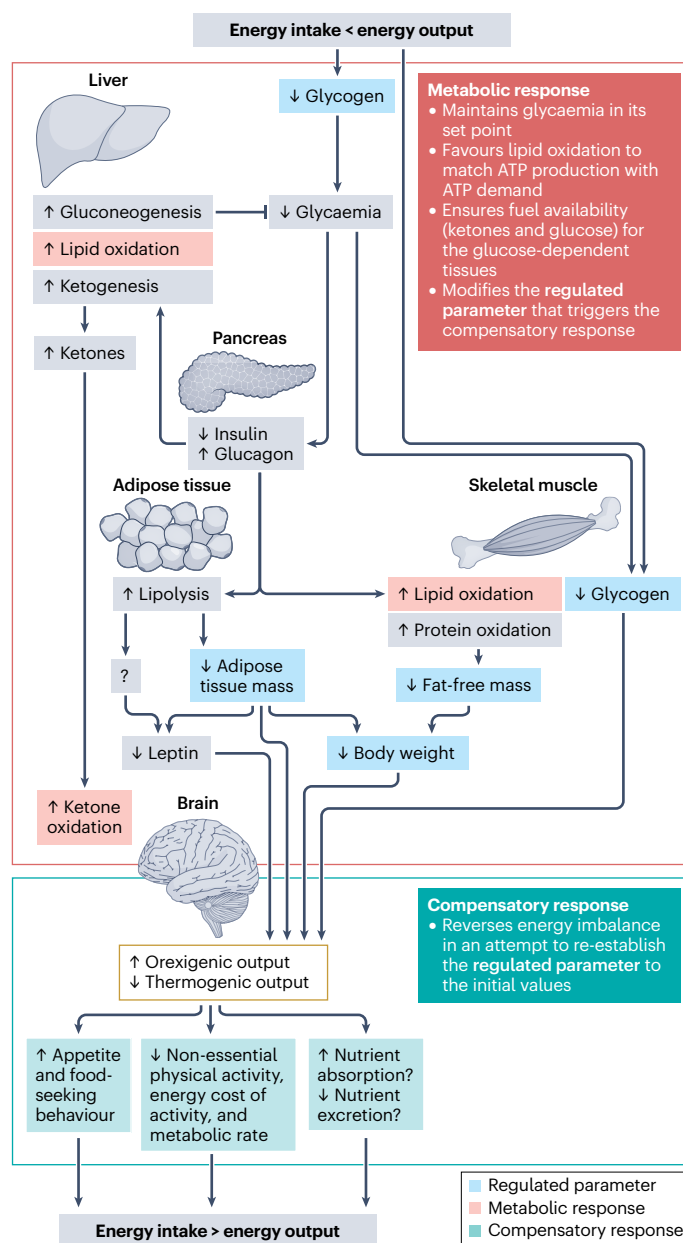 Energy intake < energy output
Liver
↓ Glycogen
Metabolic response
• Maintains glycaemia in its
set point
• Favours lipid oxidation to
match ATP production with
ATP demand
• Ensures fuel availability
(ketones and glucose) for
the glucose-dependent
tissues
• Modifies the regulated
parameter that triggers the
compensatory response
↑ Gluconeogenesis
↓ Glycaemia
↑ Lipid oxidation
↑ Ketogenesis
↑ Ketones
Pancreas
↓ Insulin
↑ Glucagon
Adipose tissue
Skeletal muscle
↑ Lipolysis
↑ Lipid oxidation
↓ Glycogen
↑ Protein oxidation
?
↓ Adipose
tissue mass
↓ Fat-free mass
↓ Leptin
↓ Body weight
↑ Ketone
oxidation
Brain
Compensatory response
• Reverses energy imbalance
in an attempt to re-establish
the regulated parameter to
the initial values
↑ Orexigenic output
↓ Thermogenic output
↑ Appetite
and food-
seeking
behaviour
↓ Non-essential
physical activity,
energy cost of
activity, and
metabolic rate
↑ Nutrient
absorption?
↓ Nutrient
excretion?
Energy intake > energy output
Regulated parameter
Metabolic response
Compensatory response